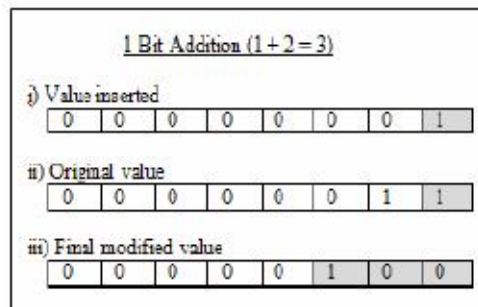 1 Bit Addition (1 + 2 = 3)
i) Value inserted
0 0 0 0 0 0 0 1
ii) Original value
0 0 0 0 0 0 1 1
iii) Final modified value
0 0 0 0 0 1 0 0